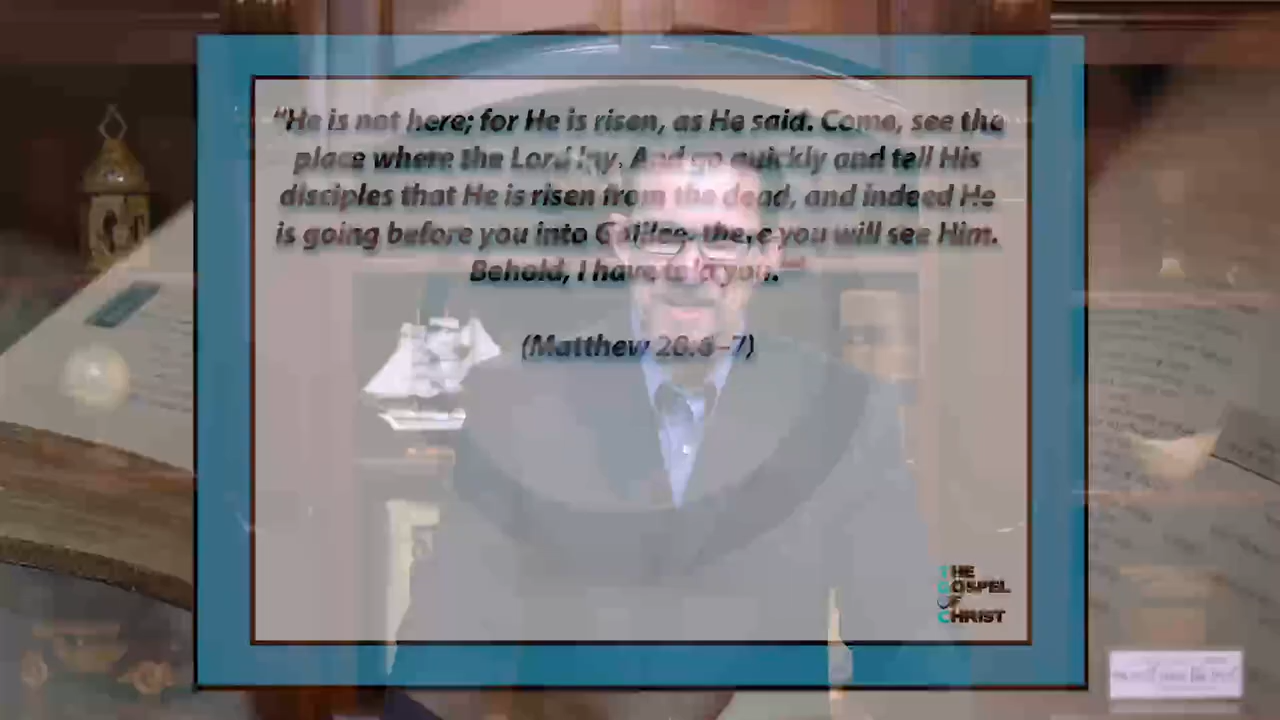 “He is not here; for He is risen, as He said. Come, see the
place where the Lord lay. And go quickly and tell His
disciples that He is risen from the dead, and indeed He
is going before you into Galilee, there you will see Him.
Behold, I have told you.”
(Matthew 28:6–7)
THE
GOSPEL
OF
CHRIST